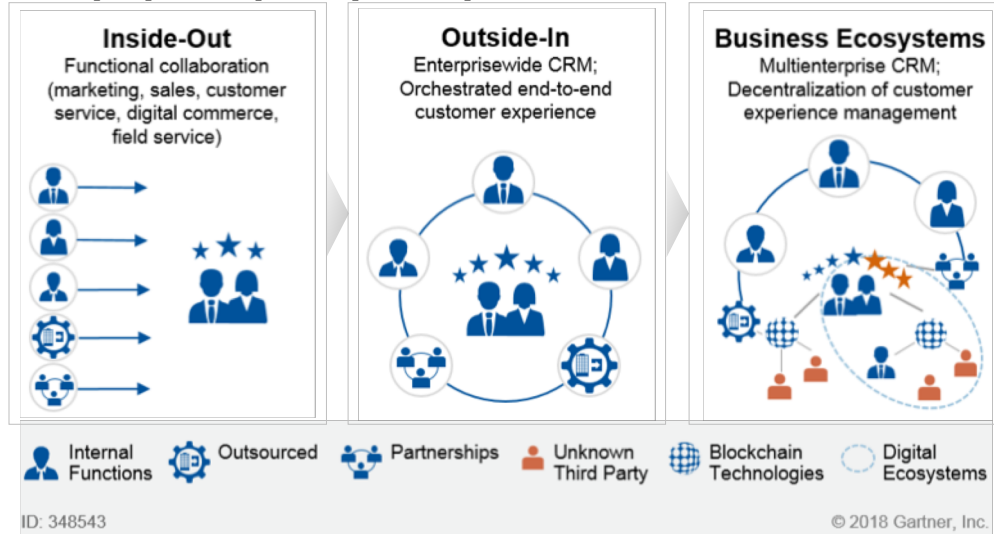 Inside-Out
Functional collaboration
(marketing, sales, customer
service, digital commerce,
field service)
Outside-In
Enterprisewide CRM;
Orchestrated end-to-end
customer experience
Business Ecosystems
Multienterprise CRM;
Decentralization of customer
experience management
Internal
Functions
Outsourced
Partnerships
Unknown
Third Party
Blockchain
Technologies
Digital
Ecosystems
ID: 348543
© 2018 Gartner, Inc.